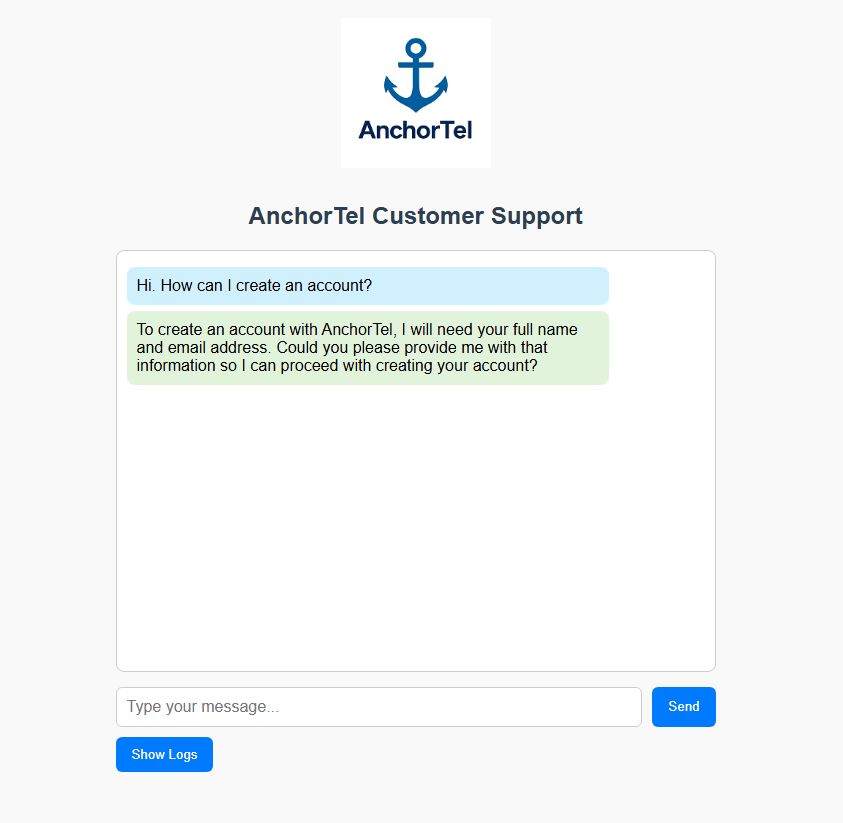 AnchorTel
AnchorTel Customer Support
Hi. How can I create an account?
To create an account with AnchorTel, I will need your full name
and email address. Could you please provide me with that
information so I can proceed with creating your account?
Type your message...
Send
Show Logs